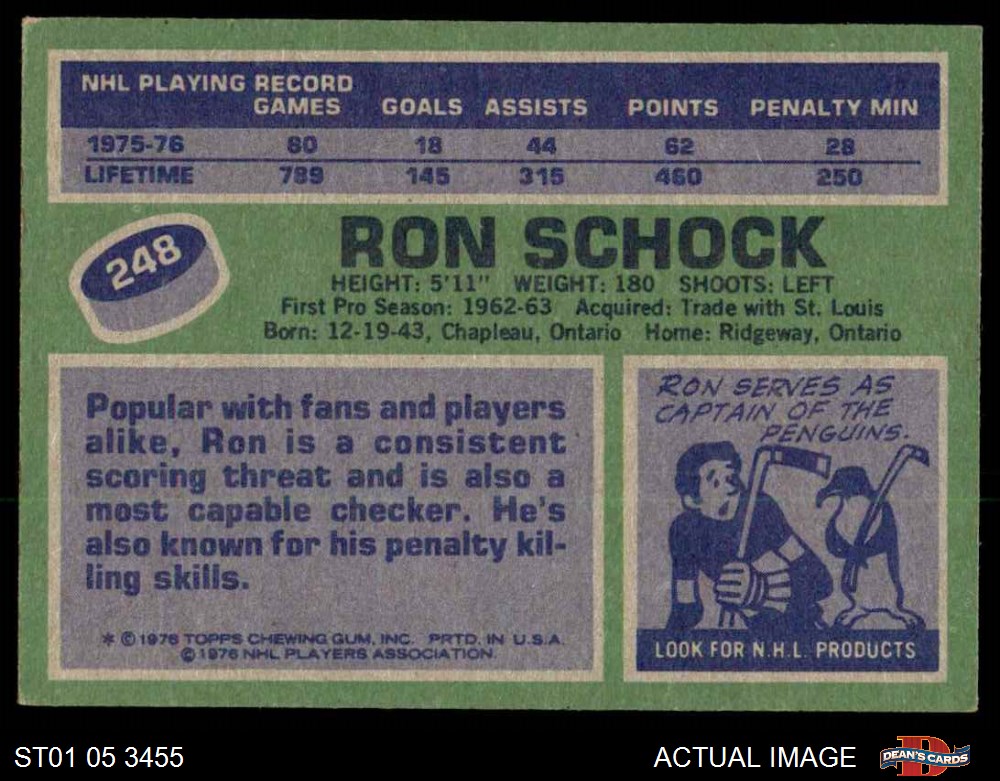 NHL PLAYING RECORD
GAMES GOALS ASSISTS POINTS PENALTY MIN
1975-76 80 18 44 62 28
LIFETIME 789 145 315 460 250
248
RON SCHOCK
HEIGHT: 5'11" WEIGHT: 180 SHOOTS: LEFT
First Pro Season: 1962-63 Acquired: Trade with St. Louis
Born: 12-19-43, Chapleau, Ontario Home: Ridgeway, Ontario
Popular with fans and players
alike, Ron is a consistent
scoring threat and is also a
most capable checker. He's
also known for his penalty kil-
ling skills.
* © 1976 TOPPS CHEWING GUM, INC. PRTD. IN U.S.A.
© 1976 NHL PLAYERS ASSOCIATION.
RON SERVES AS
CAPTAIN OF THE
PENGUINS.
LOOK FOR N.H.L. PRODUCTS
ST01 05 3455
ACTUAL IMAGE
DEAN'S CARDS